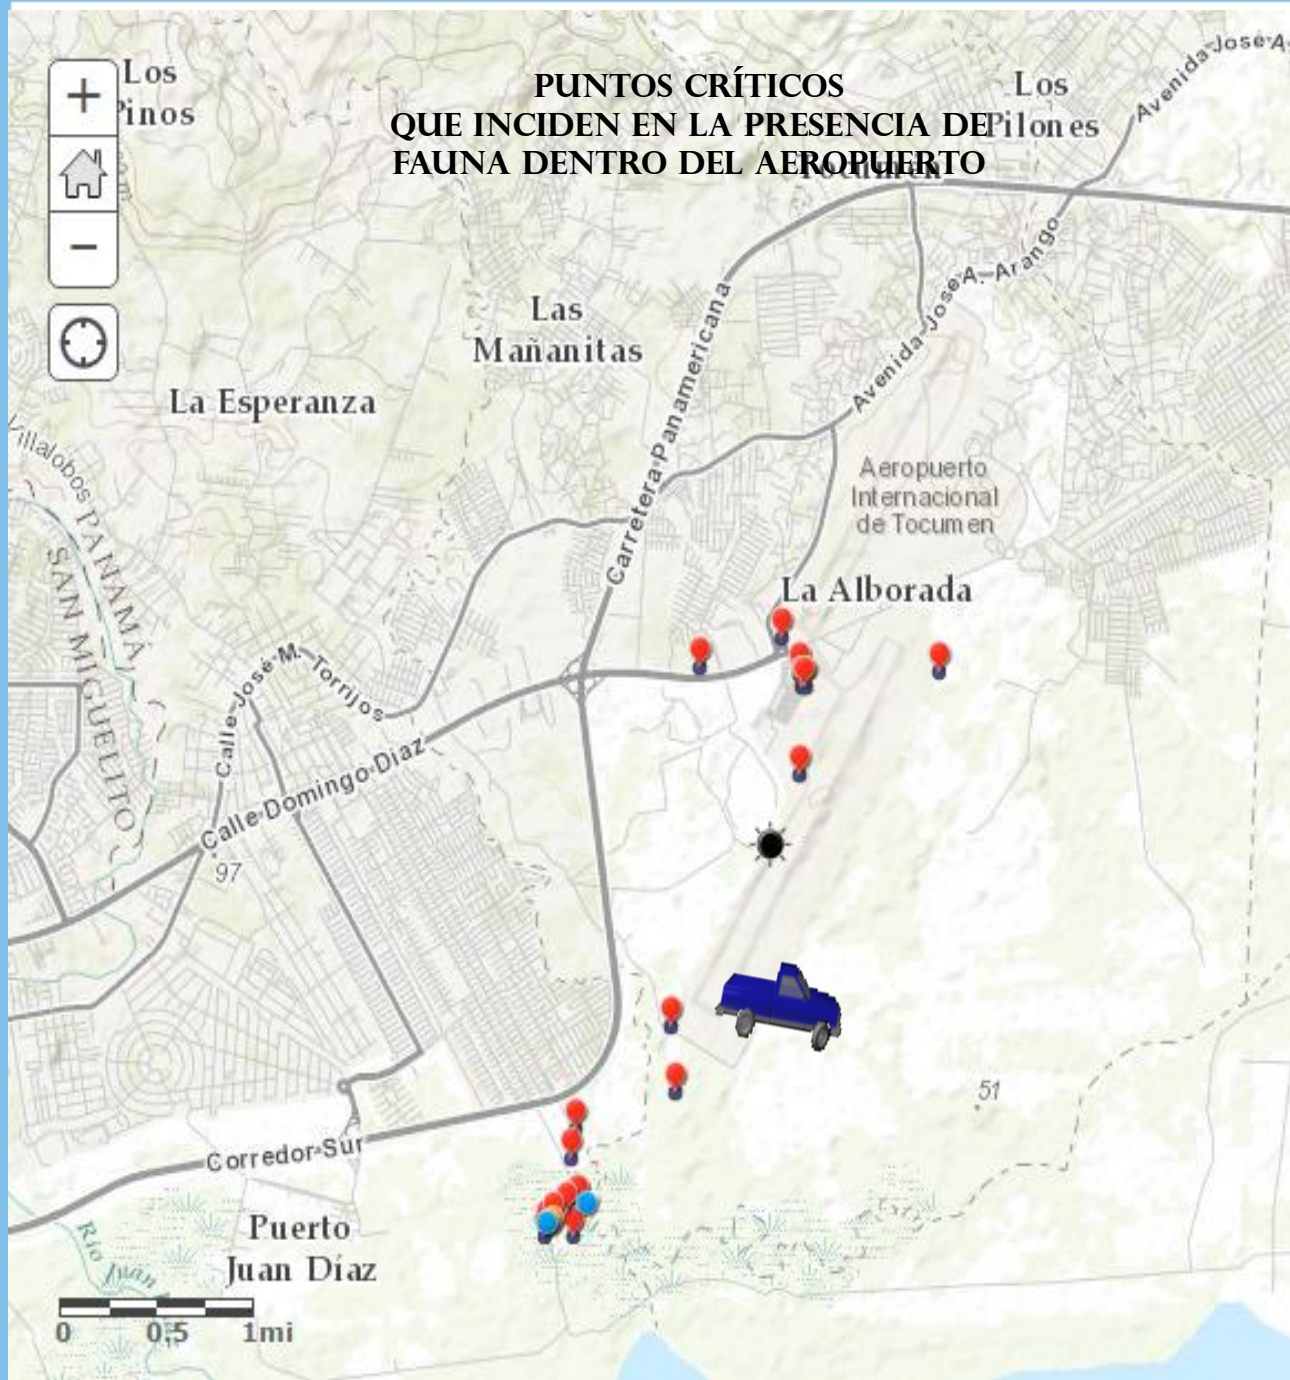 PUNTOS CRÍTICOS
QUE INCIDEN EN LA PRESENCIA DE
FAUNA DENTRO DEL AEROPUERTO
+
−
Los
Pinos
Los
Pilones
Avenida José A
Tocumen
Avenida José A. Arango
Las
Mañanitas
Carretera Panamericana
La Esperanza
Villalobos
PANAMÁ
SAN MIGUELITO
Aeropuerto
Internacional
de Tocumen
La Alborada
Calle José M. Torrijos
Calle Domingo Díaz
97
51
Corredor Sur
Puerto
Juan Díaz
Río Juan
0 0,5 1mi